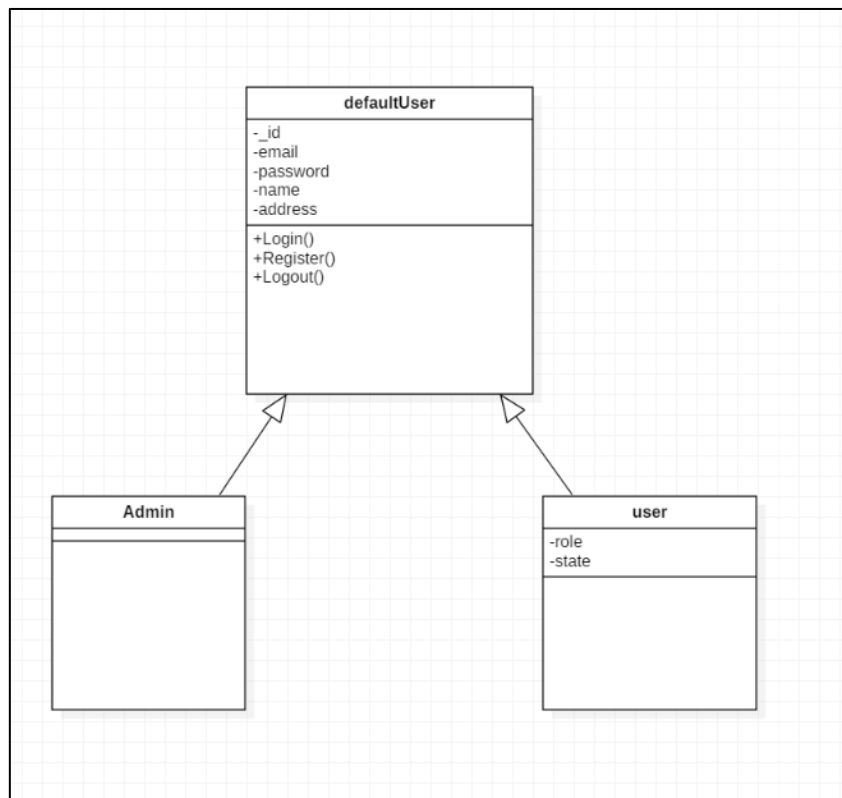 defaultUser
-_id
-email
-password
-name
-address
+Login()
+Register()
+Logout()
Admin
user
-role
-state